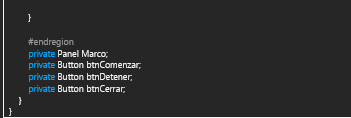 }
#endregion
private Panel Marco;
private Button btnComenzar;
private Button btnDetener;
private Button btnCerrar;
}
}